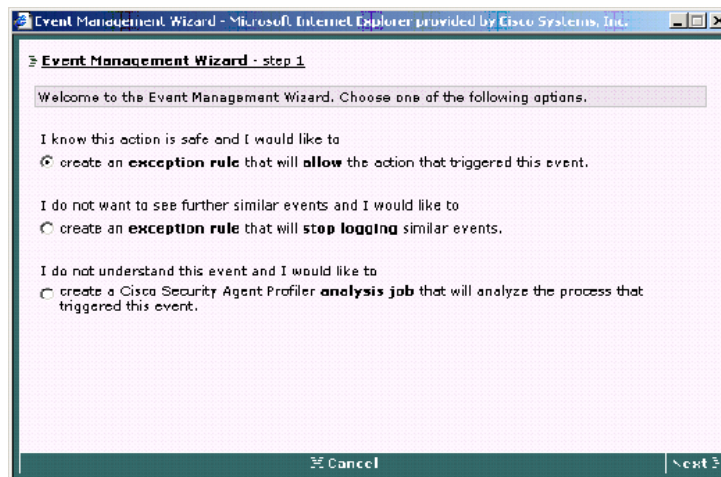 Event Management Wizard - Microsoft Internet Explorer provided by Cisco Systems, Inc.
Event Management Wizard - step 1
Welcome to the Event Management Wizard. Choose one of the following options.
I know this action is safe and I would like to
create an exception rule that will allow the action that triggered this event.
I do not want to see further similar events and I would like to
create an exception rule that will stop logging similar events.
I do not understand this event and I would like to
create a Cisco Security Agent Profiler analysis job that will analyze the process that
triggered this event.
Cancel
Next